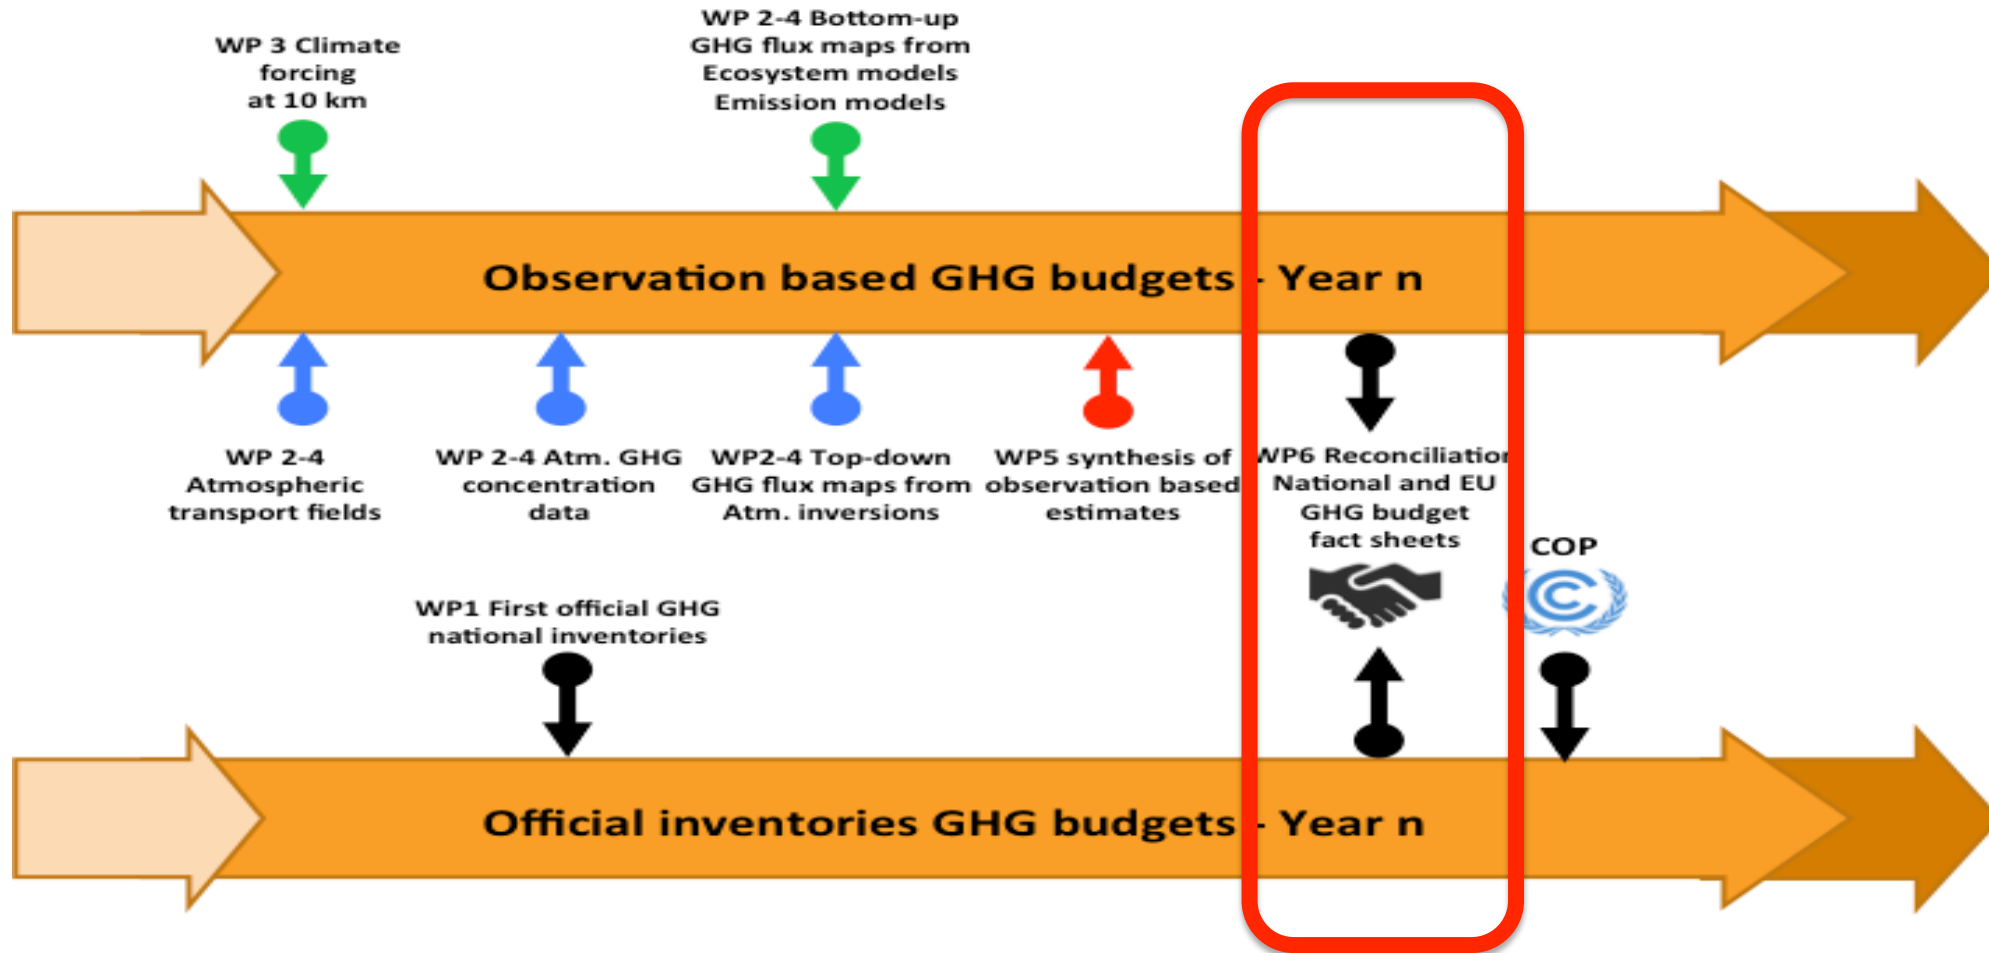 WP 3 Climate
forcing
at 10 km
WP 2-4 Bottom-up
GHG flux maps from
Ecosystem models
Emission models
Observation based GHG budgets - Year n
WP 2-4
Atmospheric
transport fields
WP 2-4 Atm. GHG
concentration
data
WP2-4 Top-down
GHG flux maps from
Atm. inversions
WP5 synthesis of
observation based
estimates
WP6 Reconciliation
National and EU
GHG budget
fact sheets
COP
WP1 First official GHG
national inventories
Official inventories GHG budgets - Year n